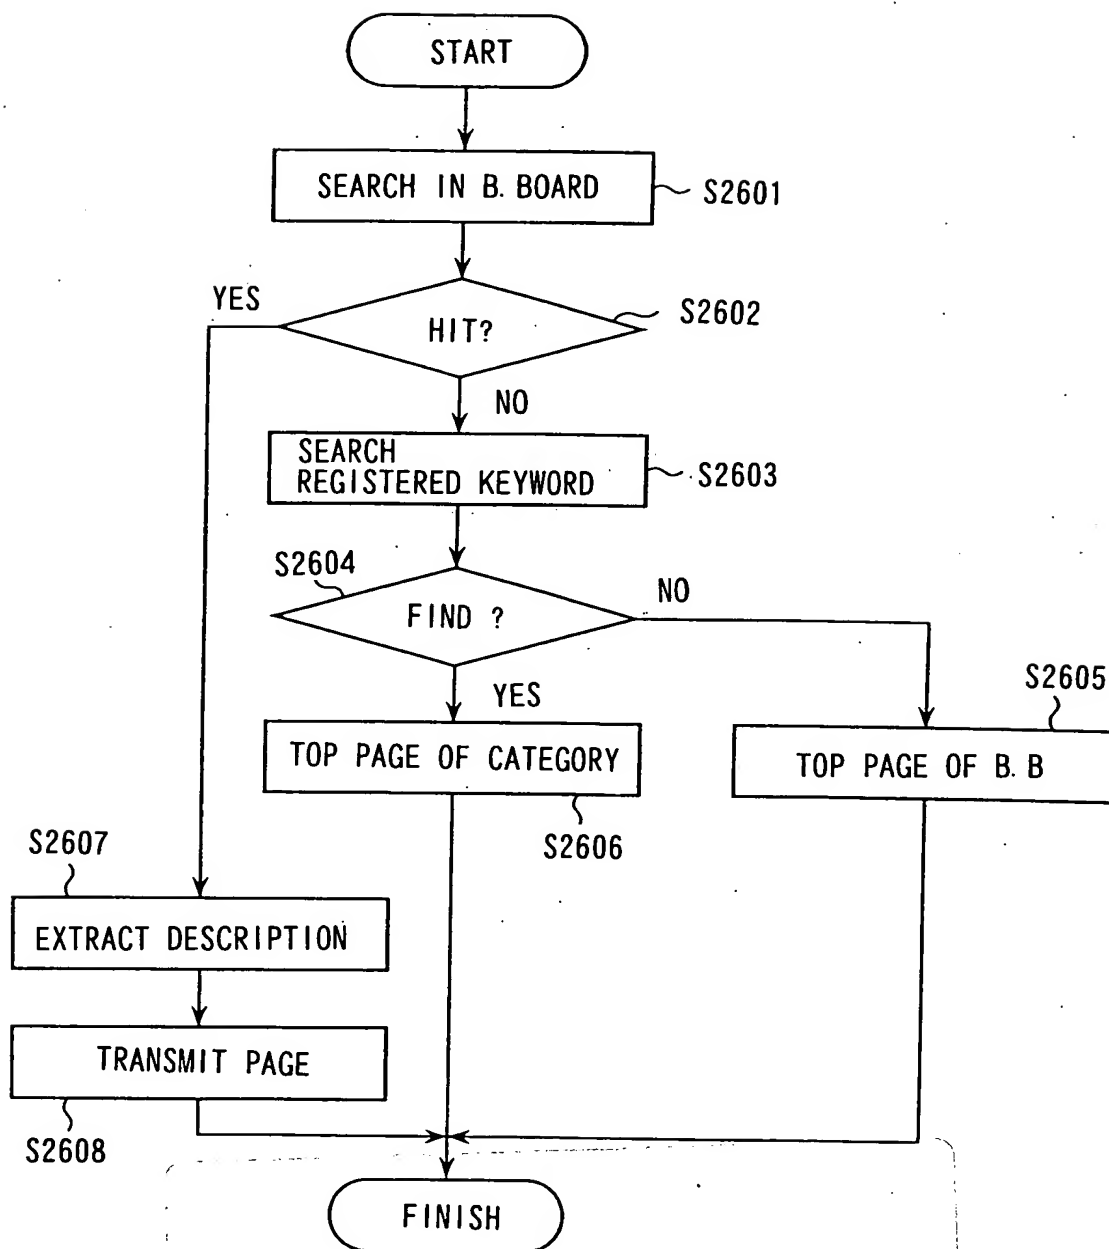 START
SEARCH IN B. BOARD
S2601
YES
HIT?
S2602
NO
SEARCH
REGISTERED KEYWORD
S2603
S2604
FIND ?
NO
YES
S2605
TOP PAGE OF CATEGORY
TOP PAGE OF B. B
S2606
S2607
EXTRACT DESCRIPTION
TRANSMIT PAGE
S2608
FINISH